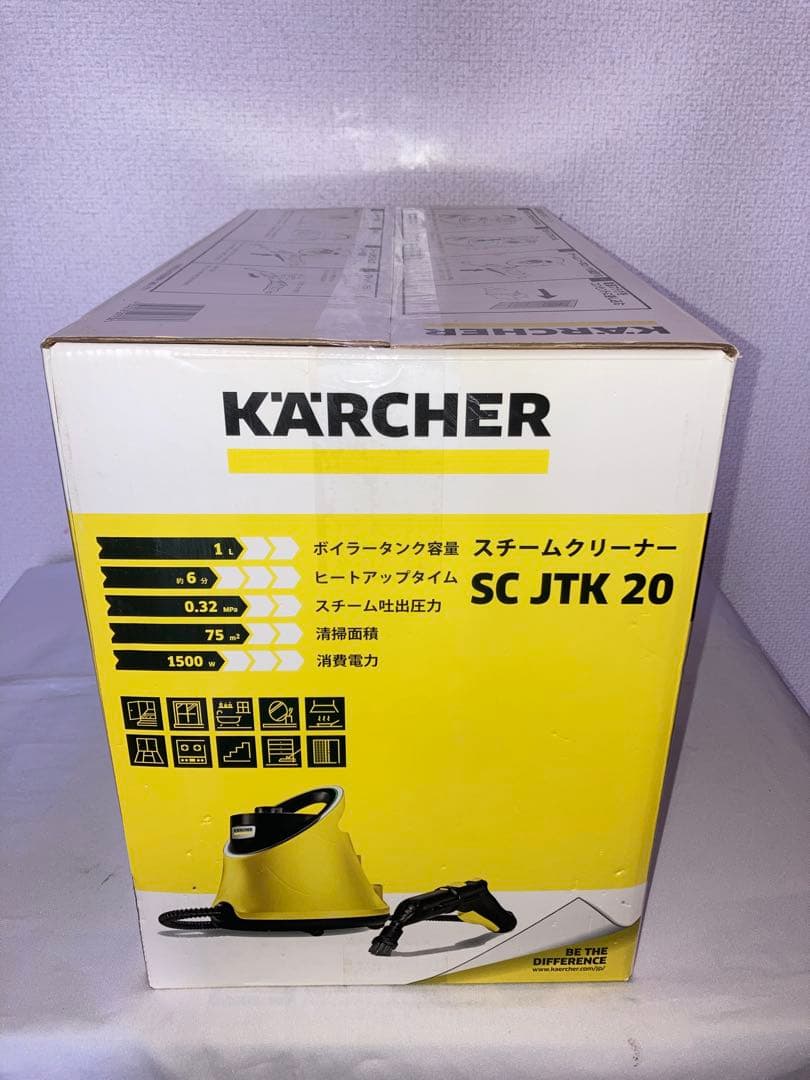 KÄRCHER
KÄRCHER
1 L ボイラータンク容量
約6分 ヒートアップタイム
0.32 MPa スチーム吐出圧力
75 m² 清掃面積
1500 W 消費電力
スチームクリーナー
SC JTK 20
KÄRCHER
BE THE
DIFFERENCE
www.kaercher.com/jp/